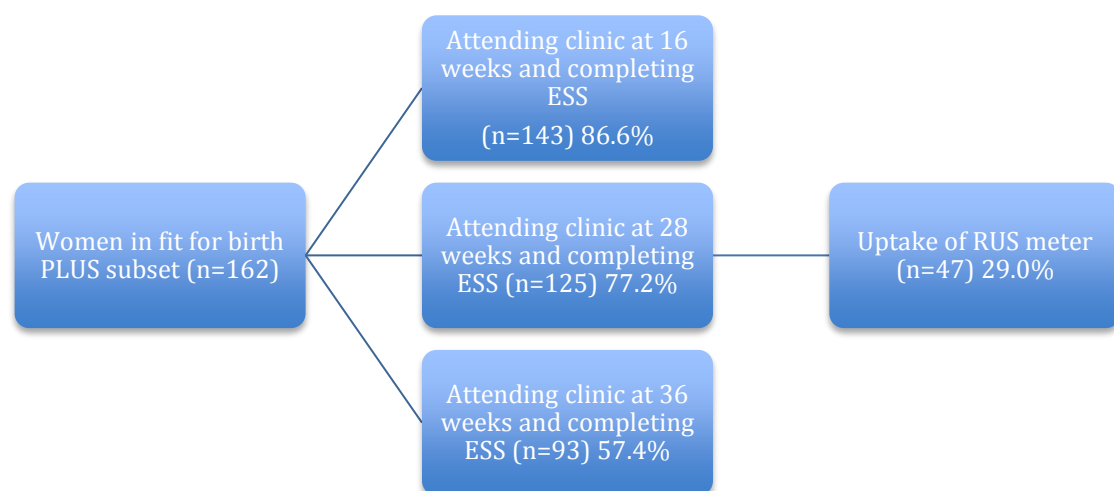 Women in fit for birth
PLUS subset (n=162)
Attending clinic at 16
weeks and completing
ESS
(n=143) 86.6%
Attending clinic at 28
weeks and completing
ESS (n=125) 77.2%
Attending clinic at 36
weeks and completing
ESS (n=93) 57.4%
Uptake of RUS meter
(n=47) 29.0%